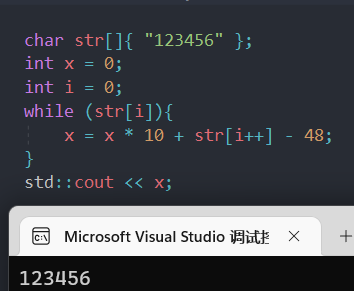 char str[]{ "123456" };
int x = 0;
int i = 0;
while (str[i]){
    x = x * 10 + str[i++] - 48;
}
std::cout << x;
Microsoft Visual Studio 调试
123456